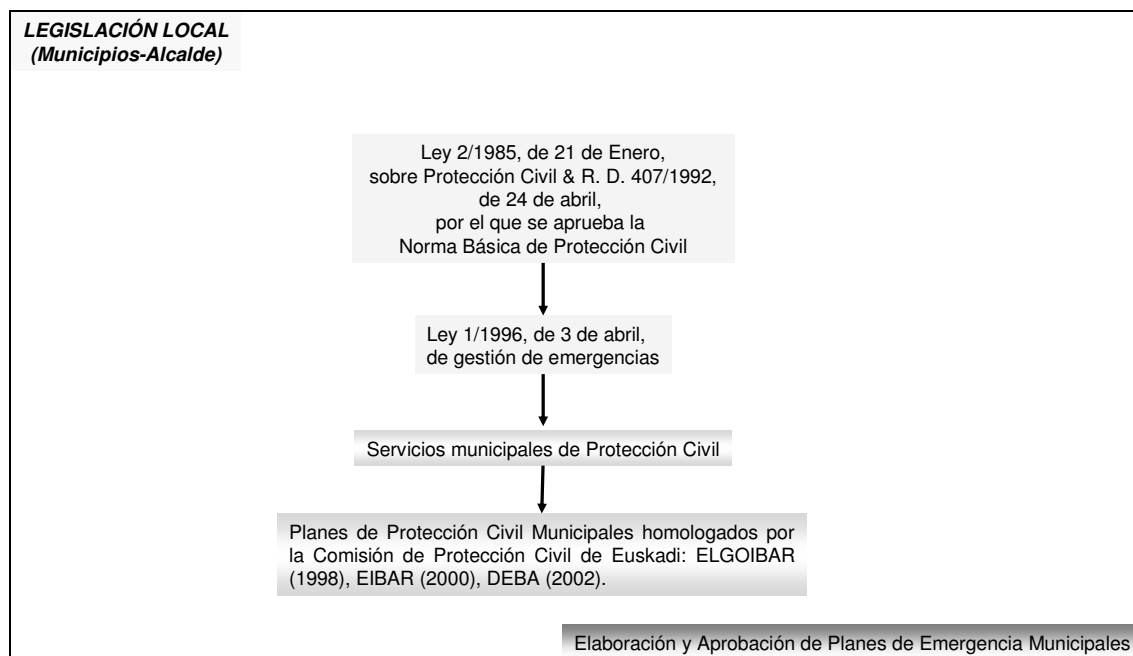 LEGISLACIÓN LOCAL
(Municipios-Alcalde)
Ley 2/1985, de 21 de Enero,
sobre Protección Civil & R. D. 407/1992,
de 24 de abril,
por el que se aprueba la
Norma Básica de Protección Civil
Ley 1/1996, de 3 de abril,
de gestión de emergencias
Servicios municipales de Protección Civil
Planes de Protección Civil Municipales homologados por
la Comisión de Protección Civil de Euskadi: ELGOIBAR
(1998), EIBAR (2000), DEBA (2002).
Elaboración y Aprobación de Planes de Emergencia Municipales